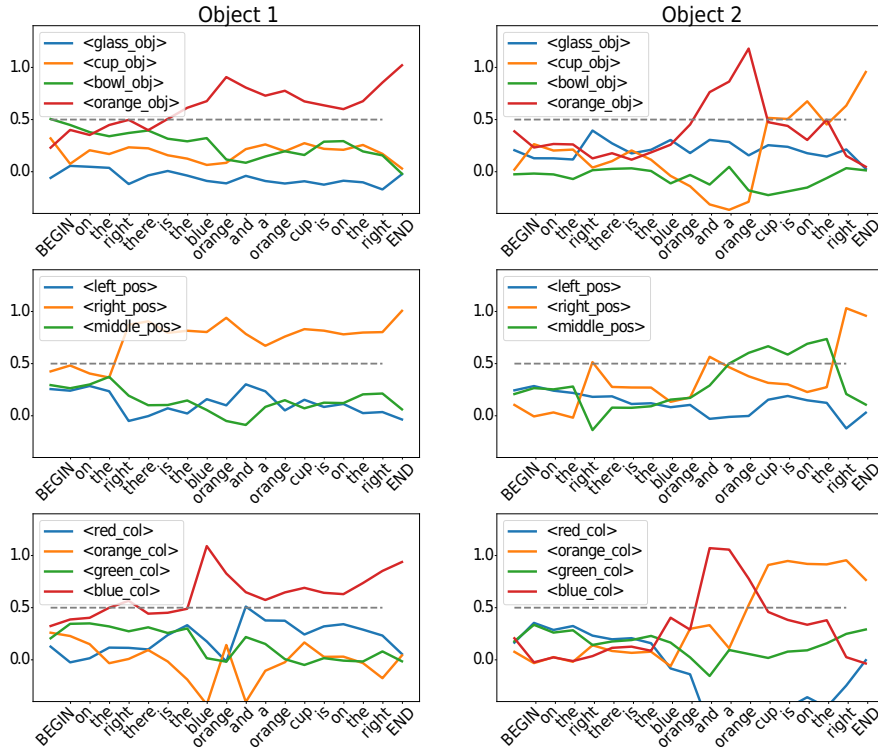 Object 1
Object 2
<glass_obj>
<cup_obj>
<bowl_obj>
<orange_obj>
1.0
0.5
0.0
BEGIN on the right there is the blue orange and a orange cup is on the right END
<glass_obj>
<cup_obj>
<bowl_obj>
<orange_obj>
1.0
0.5
0.0
BEGIN on the right there is the blue orange and a orange cup is on the right END
<left_pos>
<right_pos>
<middle_pos>
1.0
0.5
0.0
BEGIN on the right there is the blue orange and a orange cup is on the right END
<left_pos>
<right_pos>
<middle_pos>
1.0
0.5
0.0
BEGIN on the right there is the blue orange and a orange cup is on the right END
<red_col>
<orange_col>
<green_col>
<blue_col>
1.0
0.5
0.0
BEGIN on the right there is the blue orange and a orange cup is on the right END
<red_col>
<orange_col>
<green_col>
<blue_col>
1.0
0.5
0.0
BEGIN on the right there is the blue orange and a orange cup is on the right END